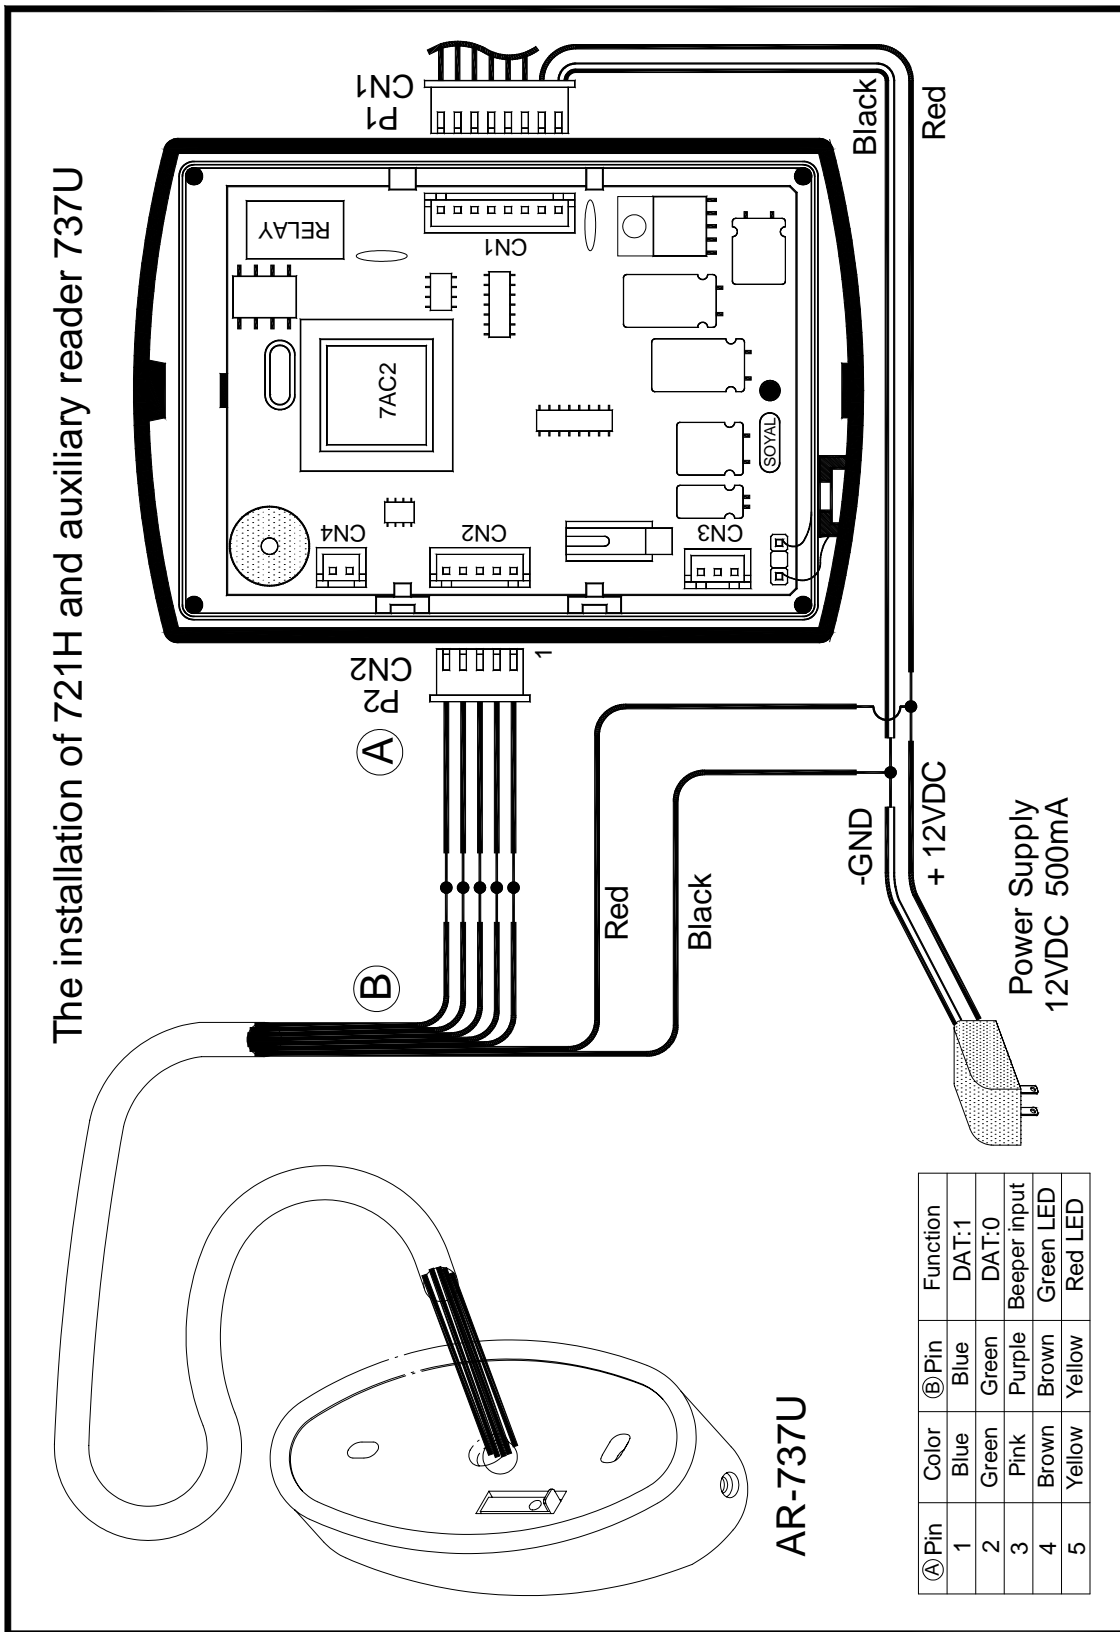 The installation of 721H and auxiliary reader 737U
P1
CN1
RELAY
CN1
7AC2
SOYAL
CN4
CN2
CN3
P2
CN2
1
A
B
Black
Red
Red
Black
-GND
+ 12VDC
Power Supply
12VDC 500mA
AR-737U
A Pin Color B Pin Function
1 Blue Blue DAT:1
2 Green Green DAT:0
3 Pink Purple Beeper input
4 Brown Brown Green LED
5 Yellow Yellow Red LED